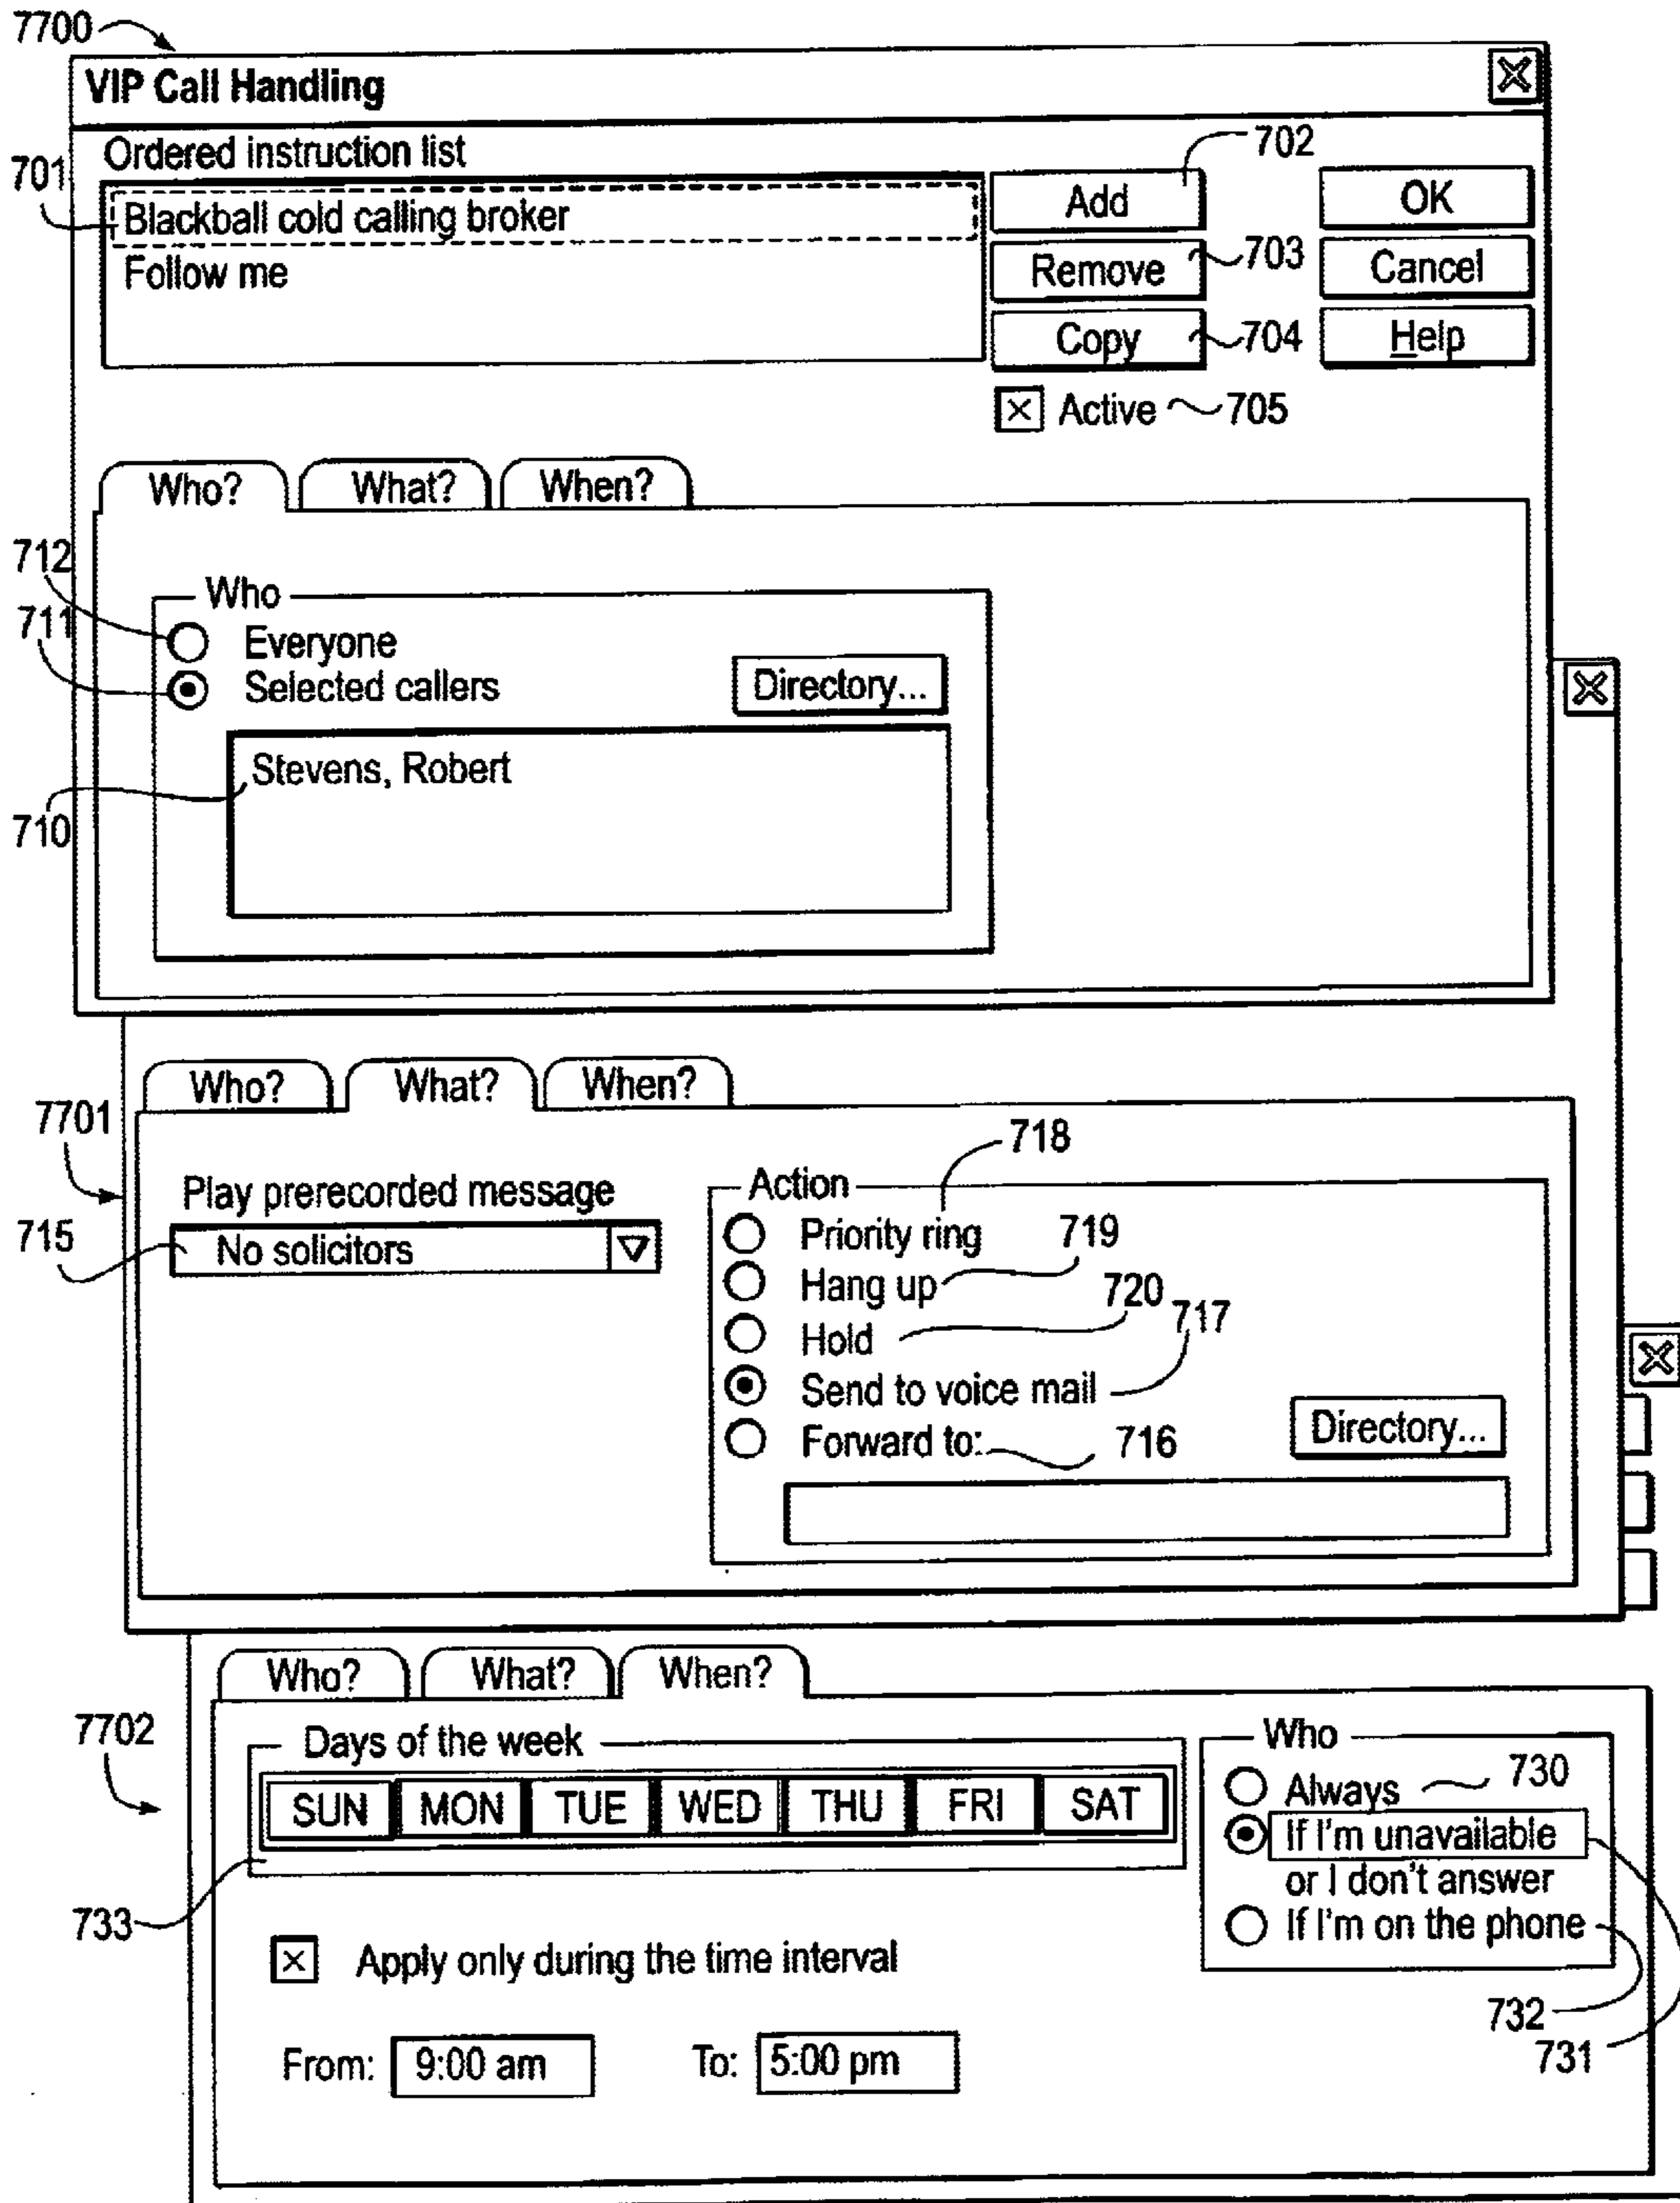 7700
VIP Call Handling
Ordered instruction list
702
701
Blackball cold calling broker
Add
OK
Follow me
Remove
703
Cancel
Copy
704
Help
Active
705
Who? What? When?
712
Who
711
Everyone
Selected callers
Directory...
Stevens, Robert
710
Who? What? When?
7701
718
Play prerecorded message
Action
715
No solicitors
Priority ring
719
Hang up
720
717
Hold
Send to voice mail
Forward to:
716
Directory...
Who? What? When?
7702
Days of the week
Who
SUN MON TUE WED THU FRI SAT
Always
730
If I'm unavailable
or I don't answer
If I'm on the phone
733
Apply only during the time interval
732
731
From: 9:00 am To: 5:00 pm